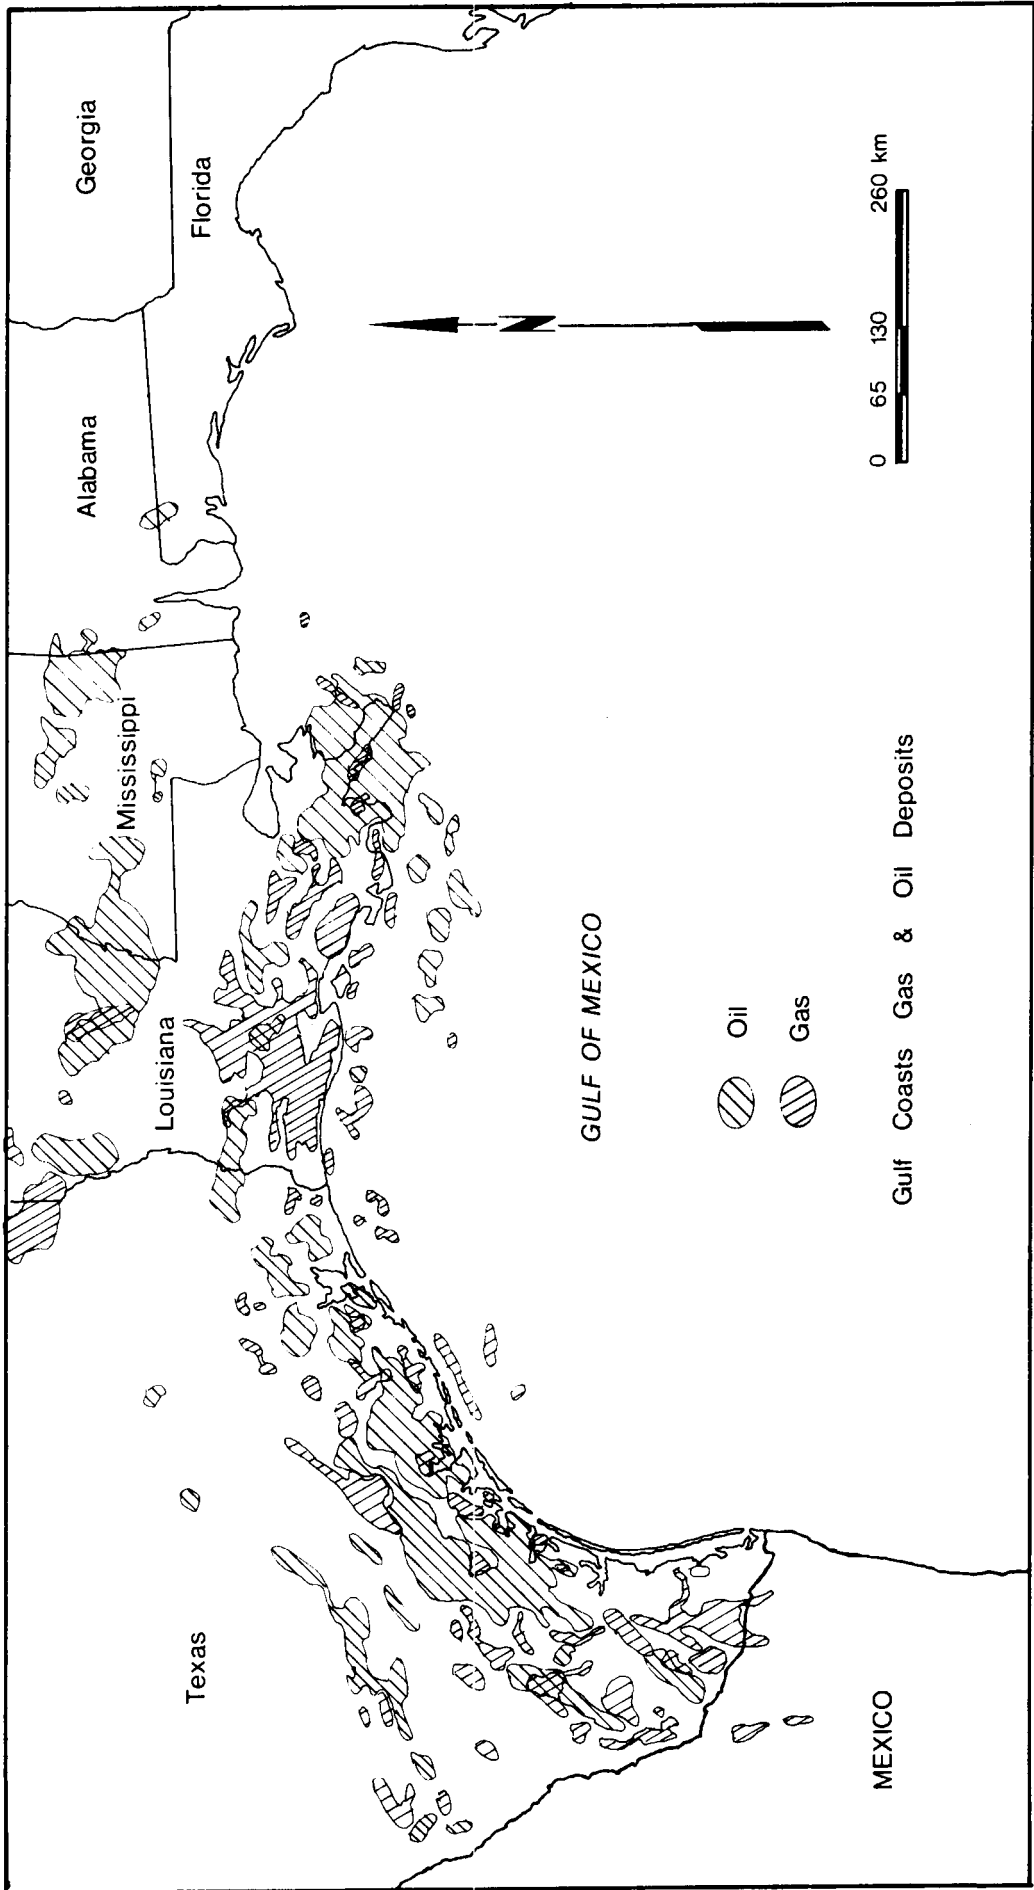 Georgia
Alabama
Florida
Mississippi
Louisiana
Texas
N
GULF OF MEXICO
MEXICO
0 65 130 260 km
Oil
Gas
Gulf Coasts Gas & Oil Deposits